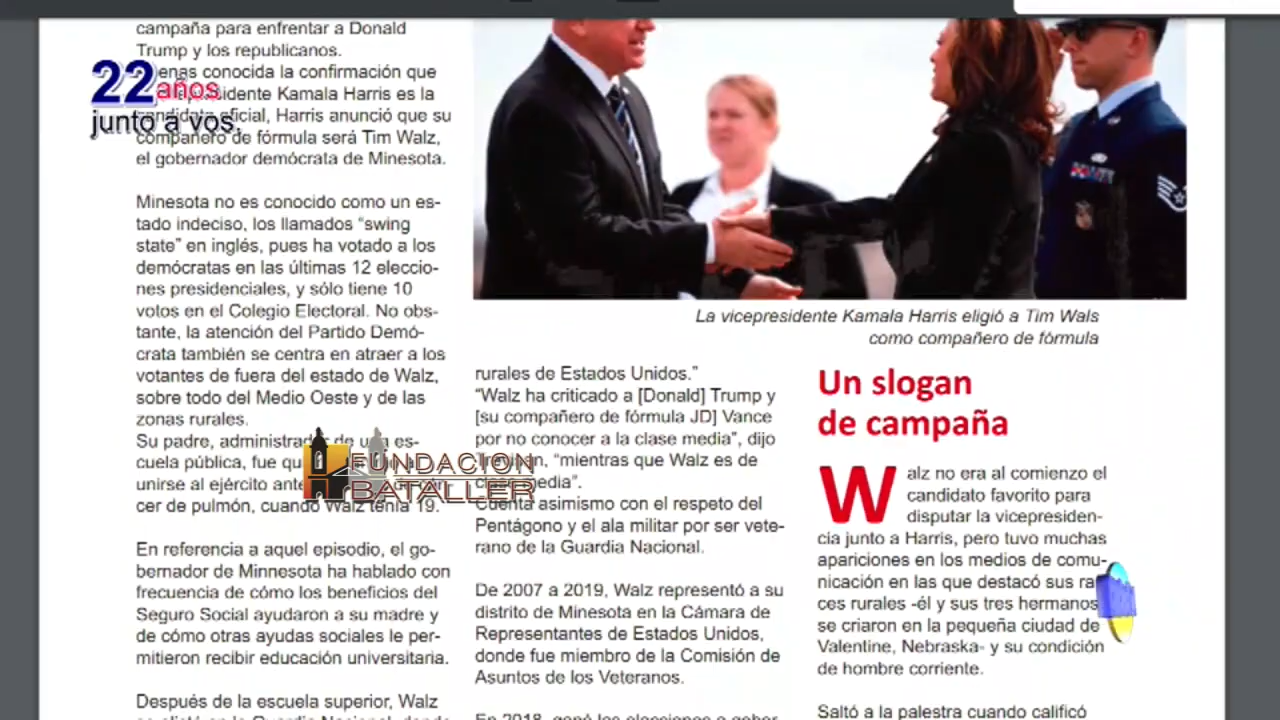 campaña para enfrentar a Donald
Trump y los republicanos.
conocida la confirmación que
Kamala Harris es la
oficial, Harris anunció que su
compañero de fórmula será Tim Walz,
el gobernador demócrata de Minesota.
22 años
junto a vos.
Minesota no es conocido como un es-
tado indeciso, los llamados “swing
state” en inglés, pues ha votado a los
demócratas en las últimas 12 eleccio-
nes presidenciales, y sólo tiene 10
votos en el Colegio Electoral. No obs-
tante, la atención del Partido Demó-
crata también se centra en atraer a los
votantes de fuera del estado de Walz,
sobre todo del Medio Oeste y de las
zonas rurales.
Su padre, administrador de una es-
cuela pública, fue
unirse al ejército
cer de pulmón, cuando Walz tenía 19.
FUNDACION
BATALLER
En referencia a aquel episodio, el go-
bernador de Minnesota ha hablado con
frecuencia de cómo los beneficios del
Seguro Social ayudaron a su madre y
de cómo otras ayudas sociales le per-
mitieron recibir educación universitaria.
Después de la escuela superior, Walz
La vicepresidente Kamala Harris eligió a Tim Wals
como compañero de fórmula
rurales de Estados Unidos.”
“Walz ha criticado a [Donald] Trump y
[su compañero de fórmula JD] Vance
por no conocer a la clase media”, dijo
“mientras que Walz es de
clase media”.
Cuenta asimismo con el respeto del
Pentágono y el ala militar por ser vete-
rano de la Guardia Nacional.
De 2007 a 2019, Walz representó a su
distrito de Minesota en la Cámara de
Representantes de Estados Unidos,
donde fue miembro de la Comisión de
Asuntos de los Veteranos.
Un slogan
de campaña
Walz no era al comienzo el
candidato favorito para
disputar la vicepresiden-
cia junto a Harris, pero tuvo muchas
apariciones en los medios de comu-
nicación en las que destacó sus raí-
ces rurales -él y sus tres hermanos
se criaron en la pequeña ciudad de
Valentine, Nebraska- y su condición
de hombre corriente.
Saltó a la palestra cuando calificó